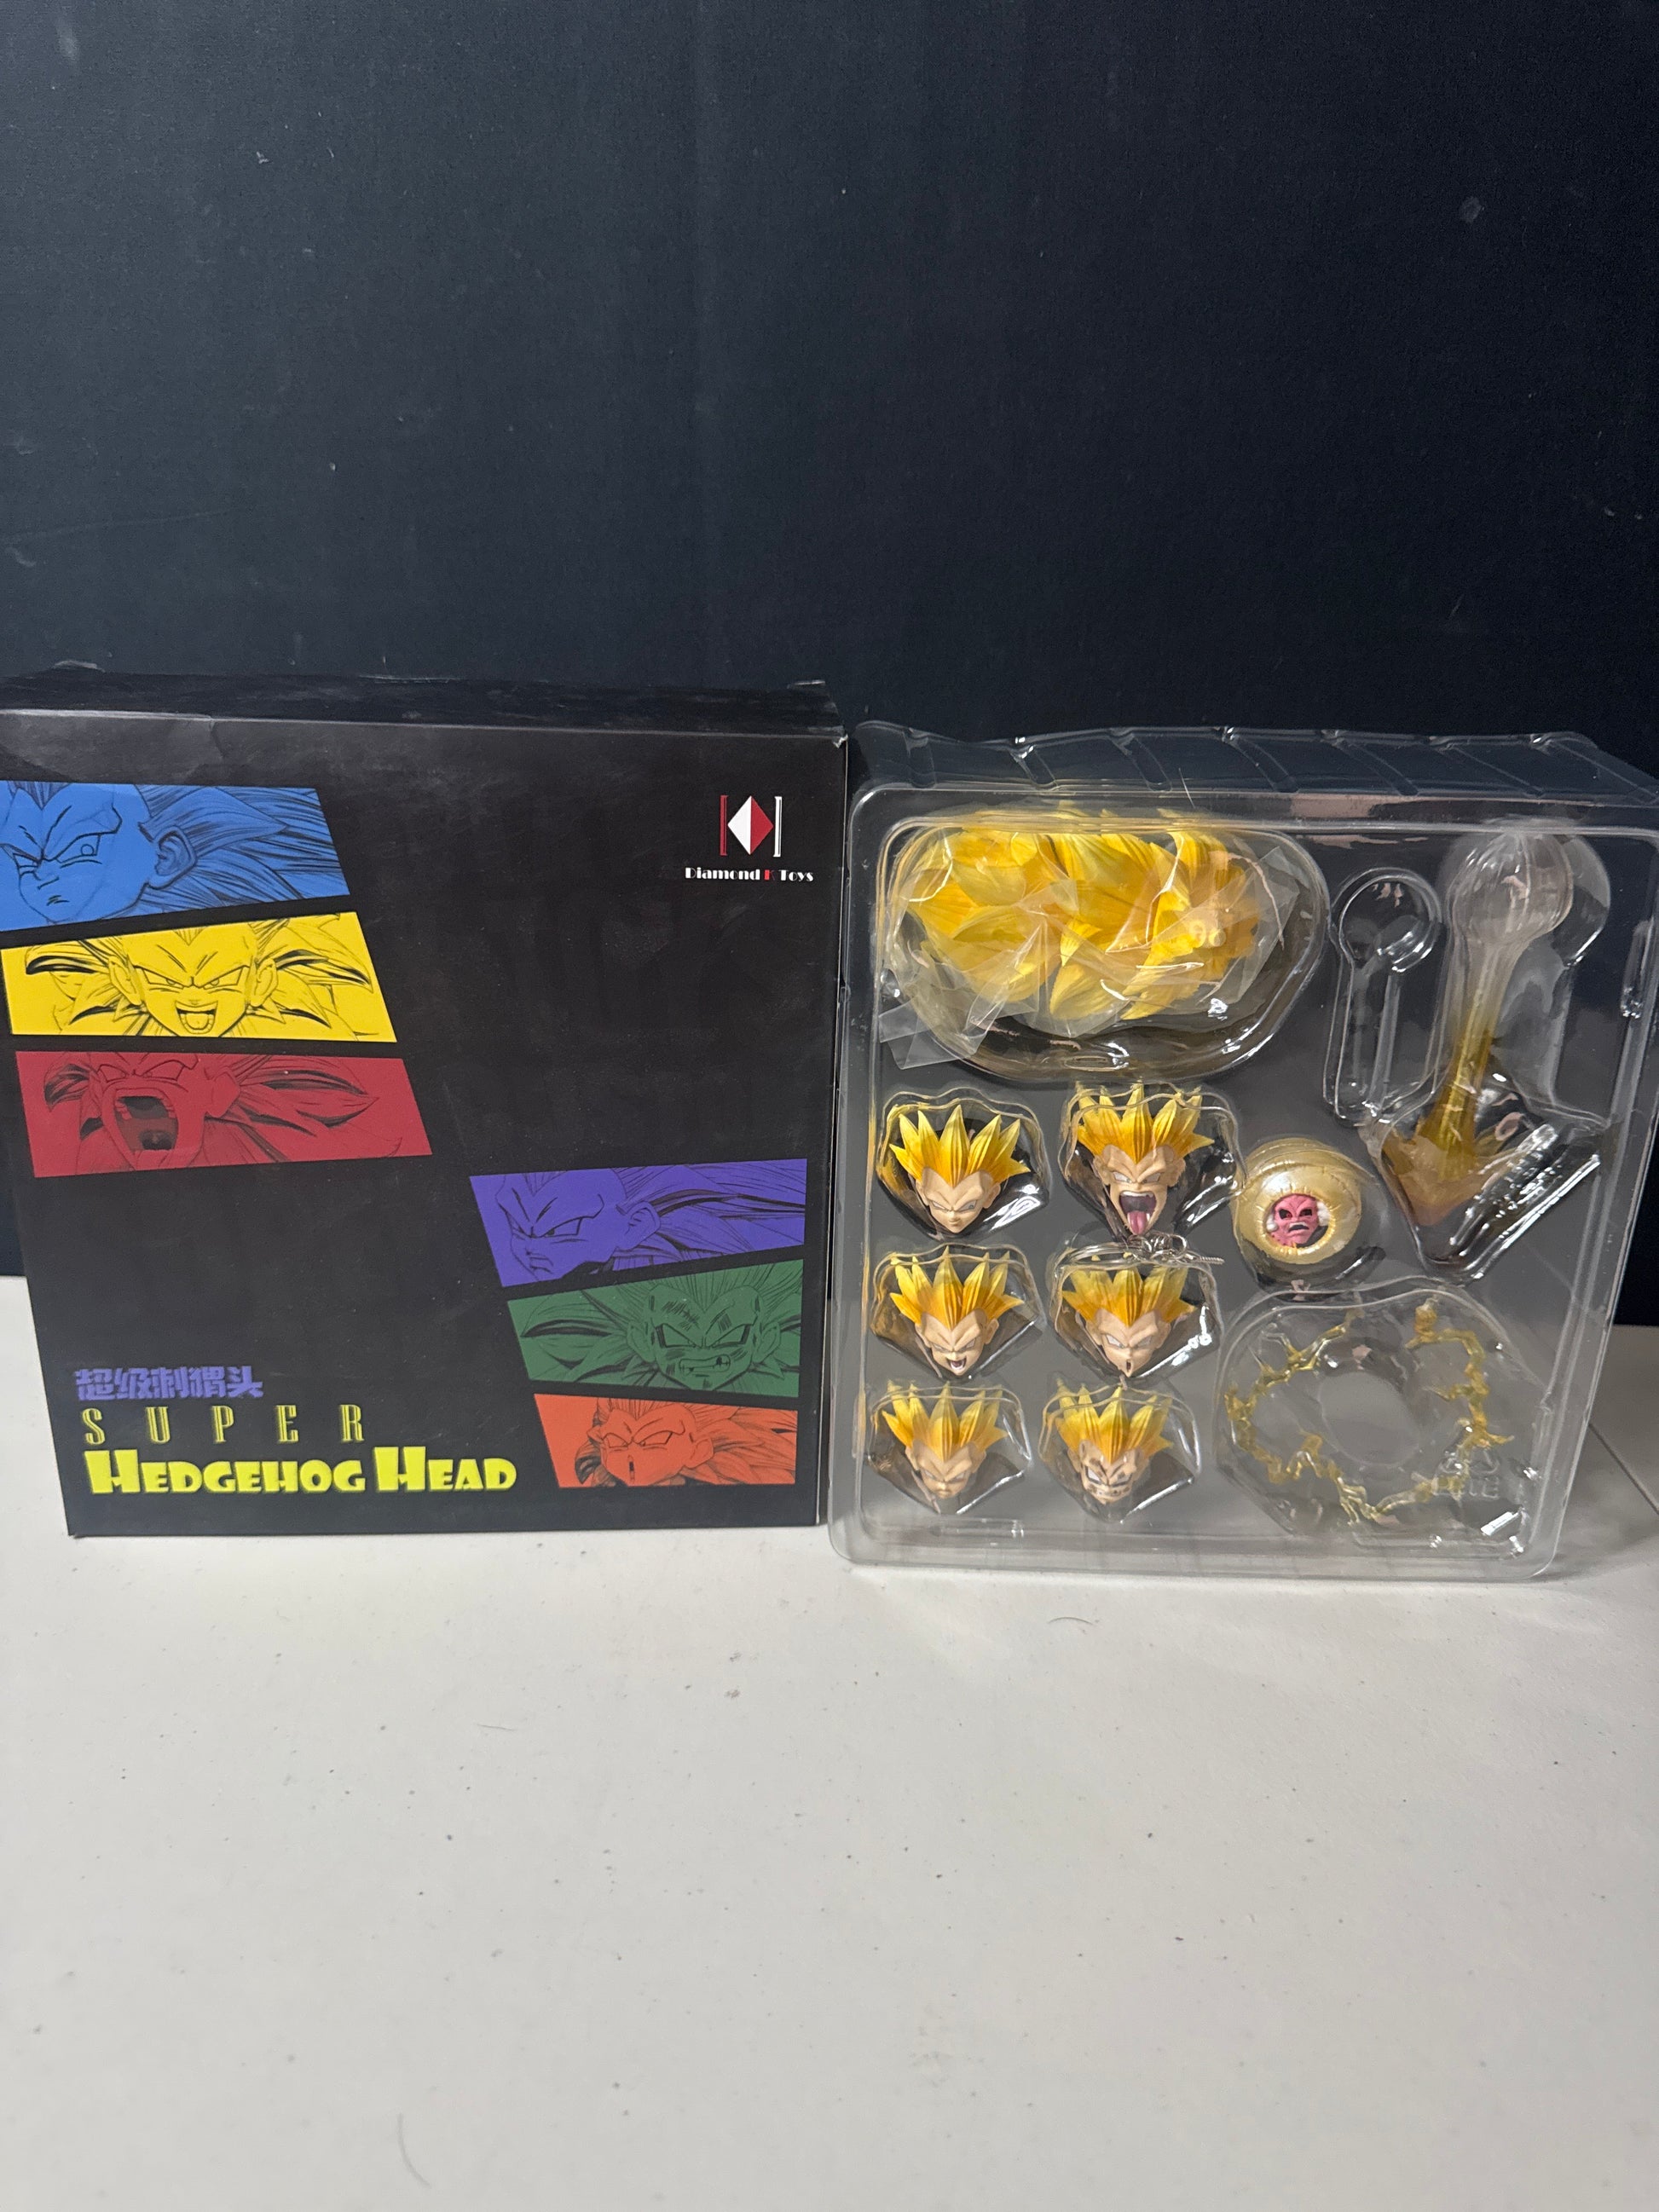 Diamond K Toys
超级刺猬头
SUPER
HEDGEHOG HEAD